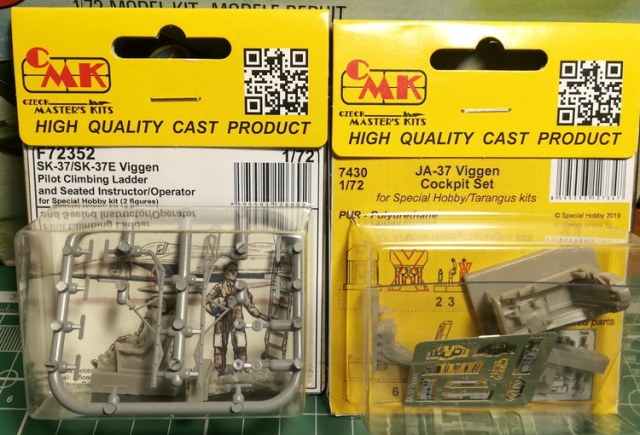 1/72 MODEL KIT - MODELE REDUIT
CMK
CZECH
MASTER'S KITS
HIGH QUALITY CAST PRODUCT
F72352 1/72
SK-37/SK-37E Viggen
Pilot Climbing Ladder
and Seated Instructor/Operator
for Special Hobby kit (2 figures)
CMK
CZECH
MASTER'S KITS
HIGH QUALITY CAST PRODUCT
7430
1/72
JA-37 Viggen
Cockpit Set
for Special Hobby/Tarangus kits
PUR - Polyurethane
© Special Hobby 2019
2 3
parts
6